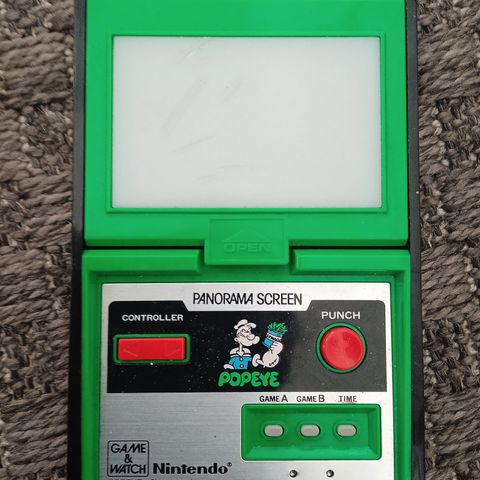 OPEN
PANORAMA SCREEN
CONTROLLER
PUNCH
POPEYE
GAME A GAME B TIME
GAME
& WATCH
Nintendo®